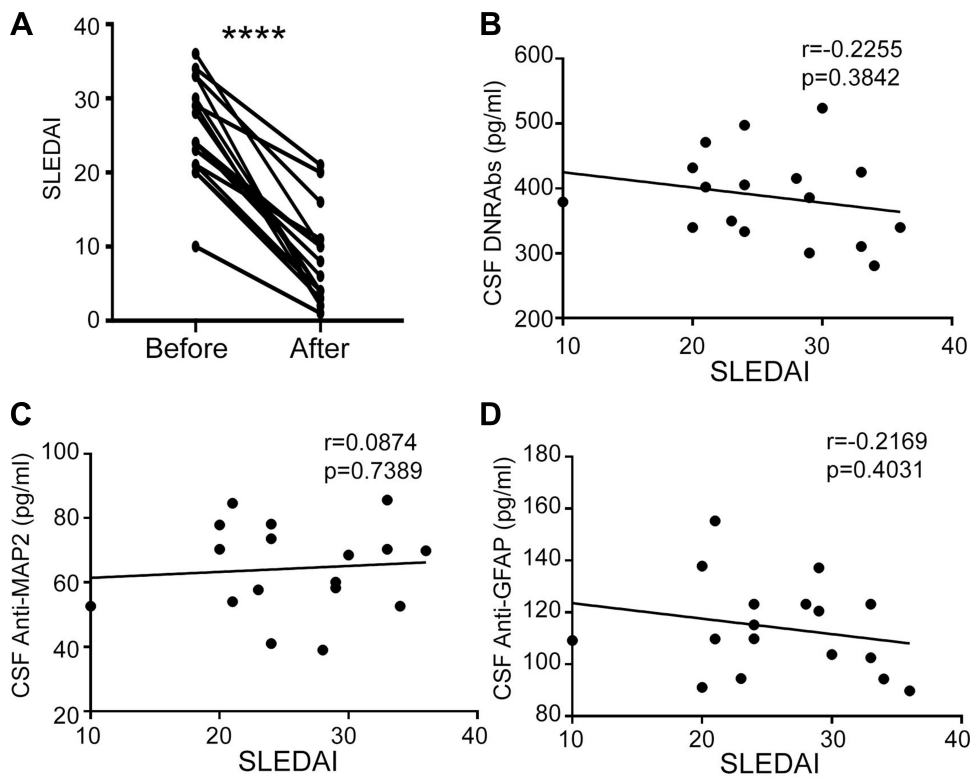 A
****
SLEDAI
40
30
20
10
0
Before After
B
r=-0.2255
p=0.3842
CSF DNRAbs (pg/ml)
600
500
400
300
200
10 20 30 40
SLEDAI
C
r=0.0874
p=0.7389
CSF Anti-MAP2 (pg/ml)
100
80
60
40
20
10 20 30 40
SLEDAI
D
r=-0.2169
p=0.4031
CSF Anti-GFAP (pg/ml)
180
160
140
120
100
80
10 20 30 40
SLEDAI